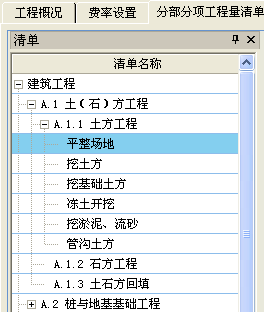 工程概况 费率设置 分部分项工程量清单
清单
清单名称
建筑工程
A.1 土(石)方工程
A.1.1 土方工程
平整场地
挖土方
挖基础土方
冻土开挖
挖淤泥、流砂
管沟土方
A.1.2 石方工程
A.1.3 土石方回填
A.2 桩与地基基础工程